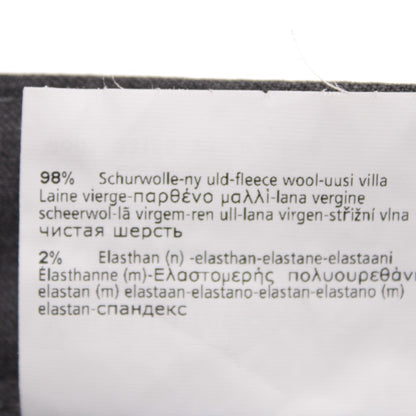 98% Schurwolle-ny uld-fleece wool-uusi villa
Laine vierge-παρθένο μαλλί-lana vergine
scheerwol-lã virgem-ren ull-lana virgen-střížní vlna
чистая шерсть
2% Elasthan (n) -elasthan-elastane-elastaani
Élasthanne (m)-Ελαστομερής πολυουρεθάν
elastan (m) elastaan-elastano-elastan-elastano (m)
elastan-спандекс